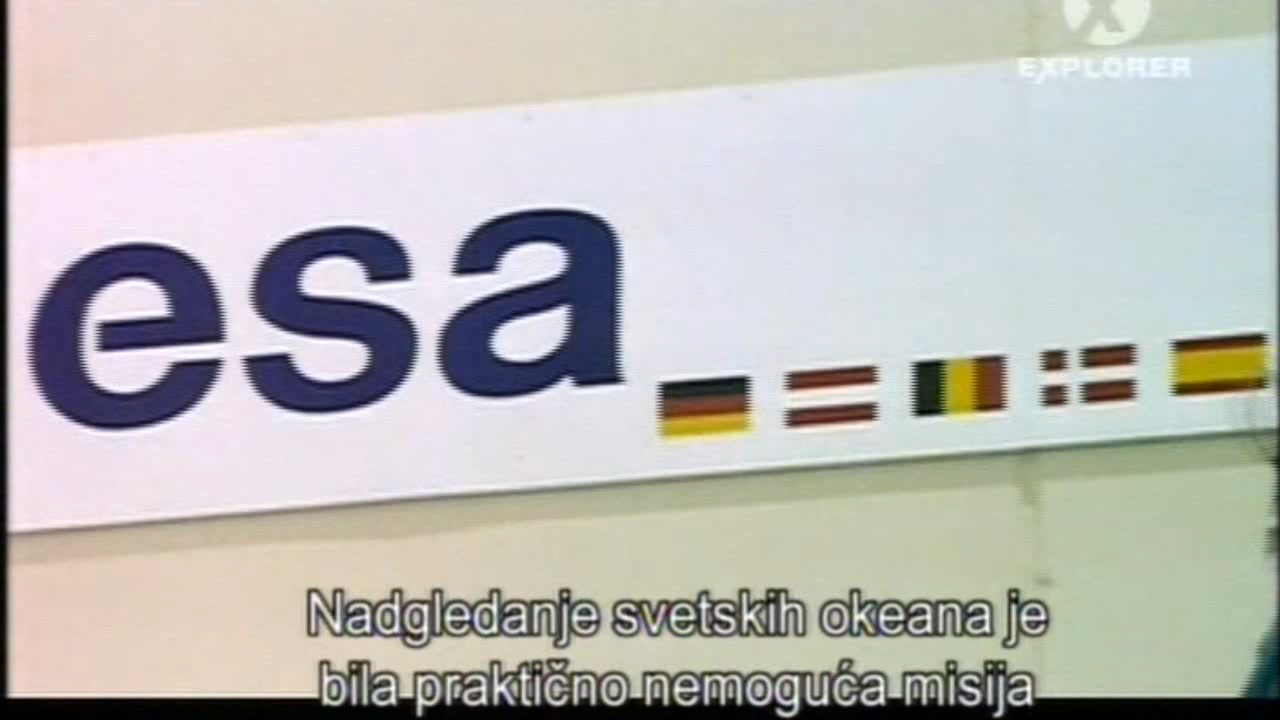 EXPLORER
esa
Nadgledanje svetskih okeana je
bila praktično nemoguća misija